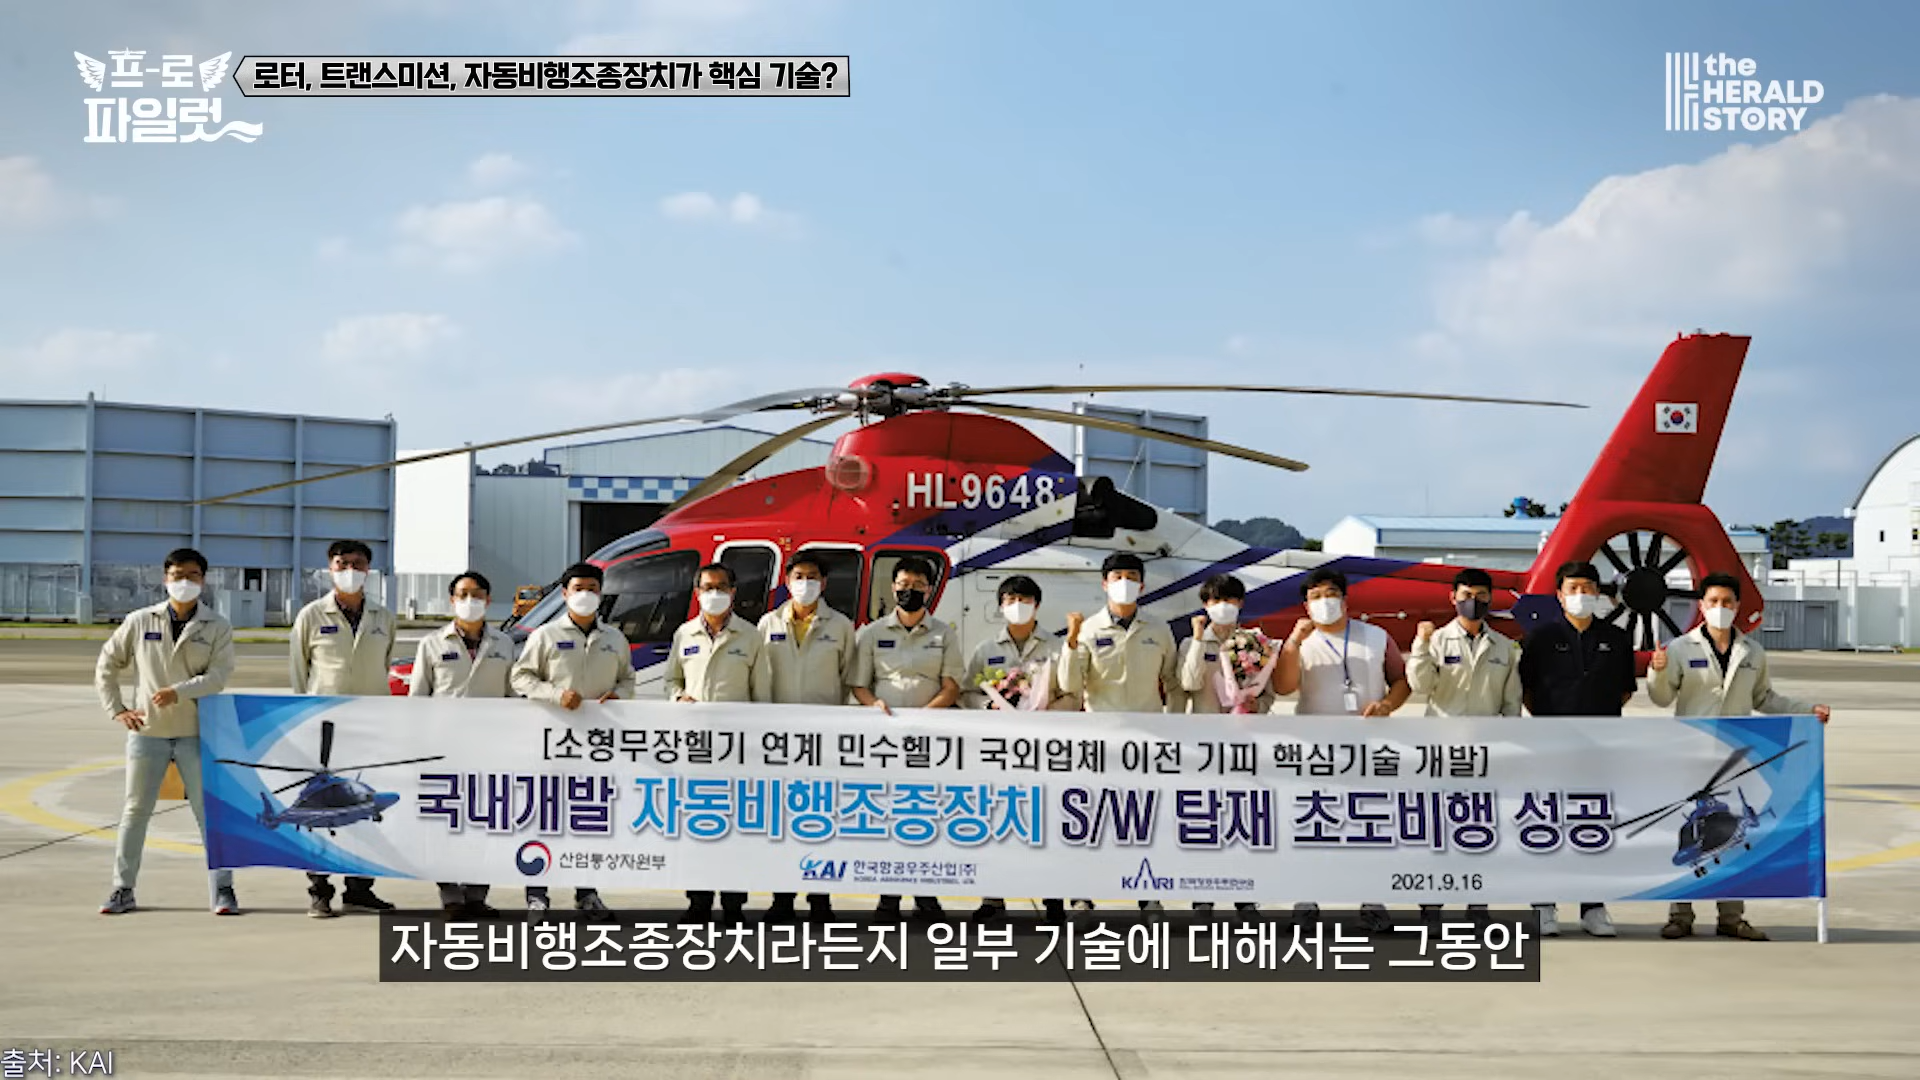 프-로
파일럿
로터, 트랜스미션, 자동비행조종장치가 핵심 기술?
the
HERALD
STORY
HL9648
[소형무장헬기 연계 민수헬기 국외업체 이전 기피 핵심기술 개발]
국내개발 자동비행조종장치 S/W 탑재 초도비행 성공
산업통상자원부
KAI 한국항공우주산업(주)
KOREA AEROSPACE INDUSTRIES, LTD.
KARI
2021.9.16
자동비행조종장치라든지 일부 기술에 대해서는 그동안
출처: KAI